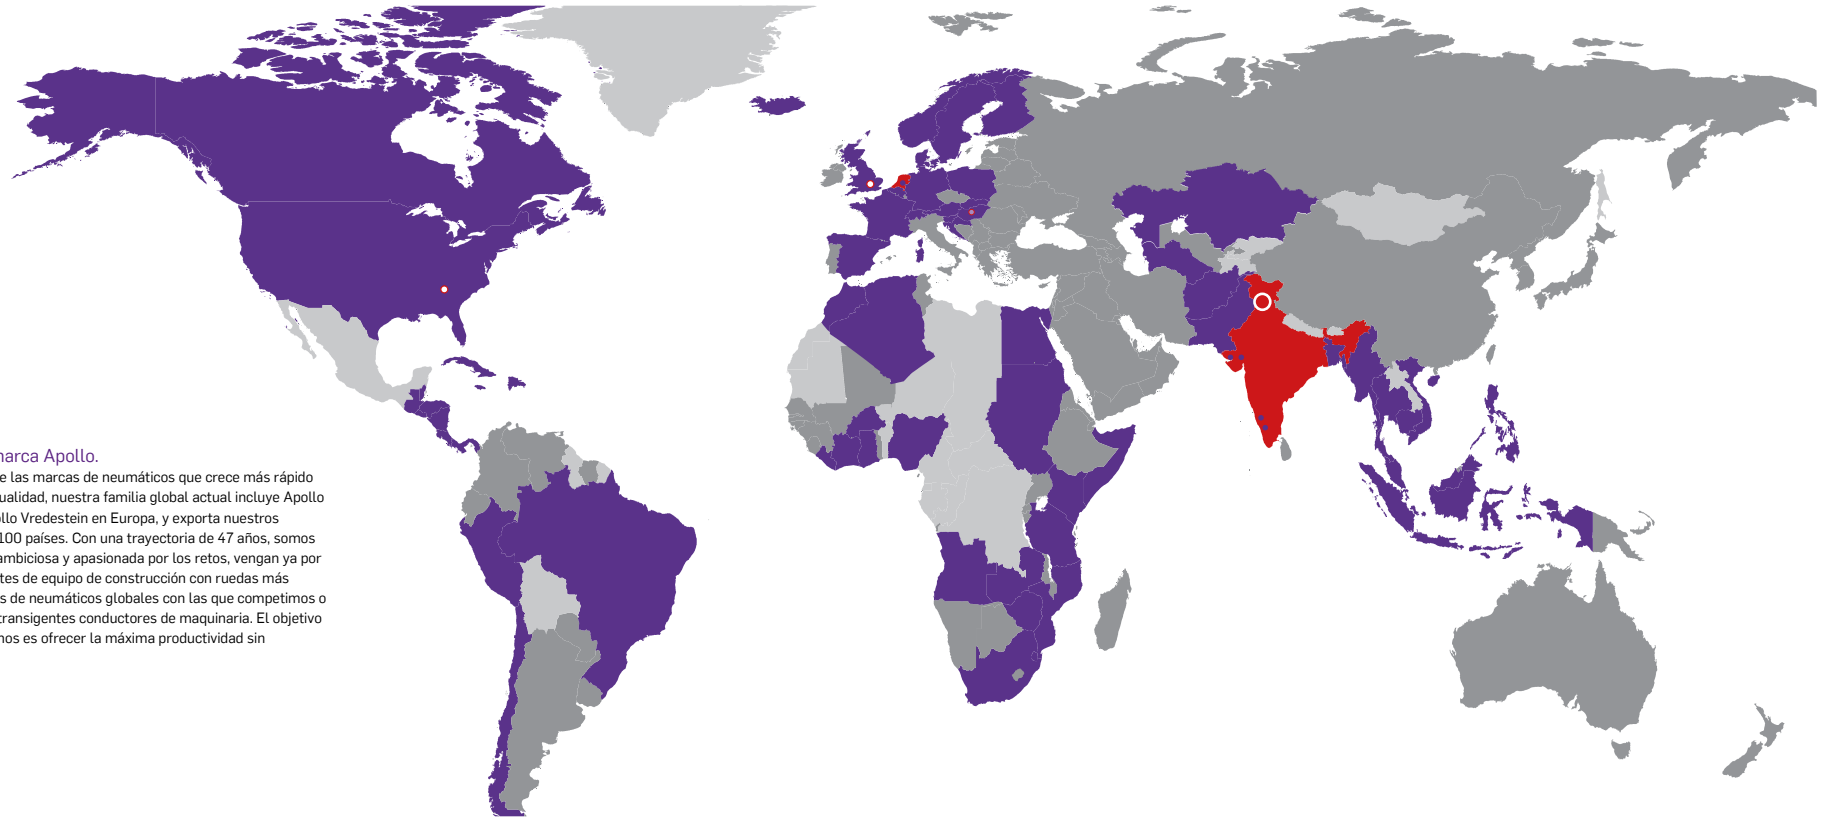 marca Apollo.
e las marcas de neumáticos que crece más rápido
ualidad, nuestra familia global actual incluye Apollo
ollo Vredestein en Europa, y exporta nuestros
100 países. Con una trayectoria de 47 años, somos
ambiciosa y apasionada por los retos, vengan ya por
tes de equipo de construcción con ruedas más
s de neumáticos globales con las que competimos o
transigentes conductores de maquinaria. El objetivo
nos es ofrecer la máxima productividad sin